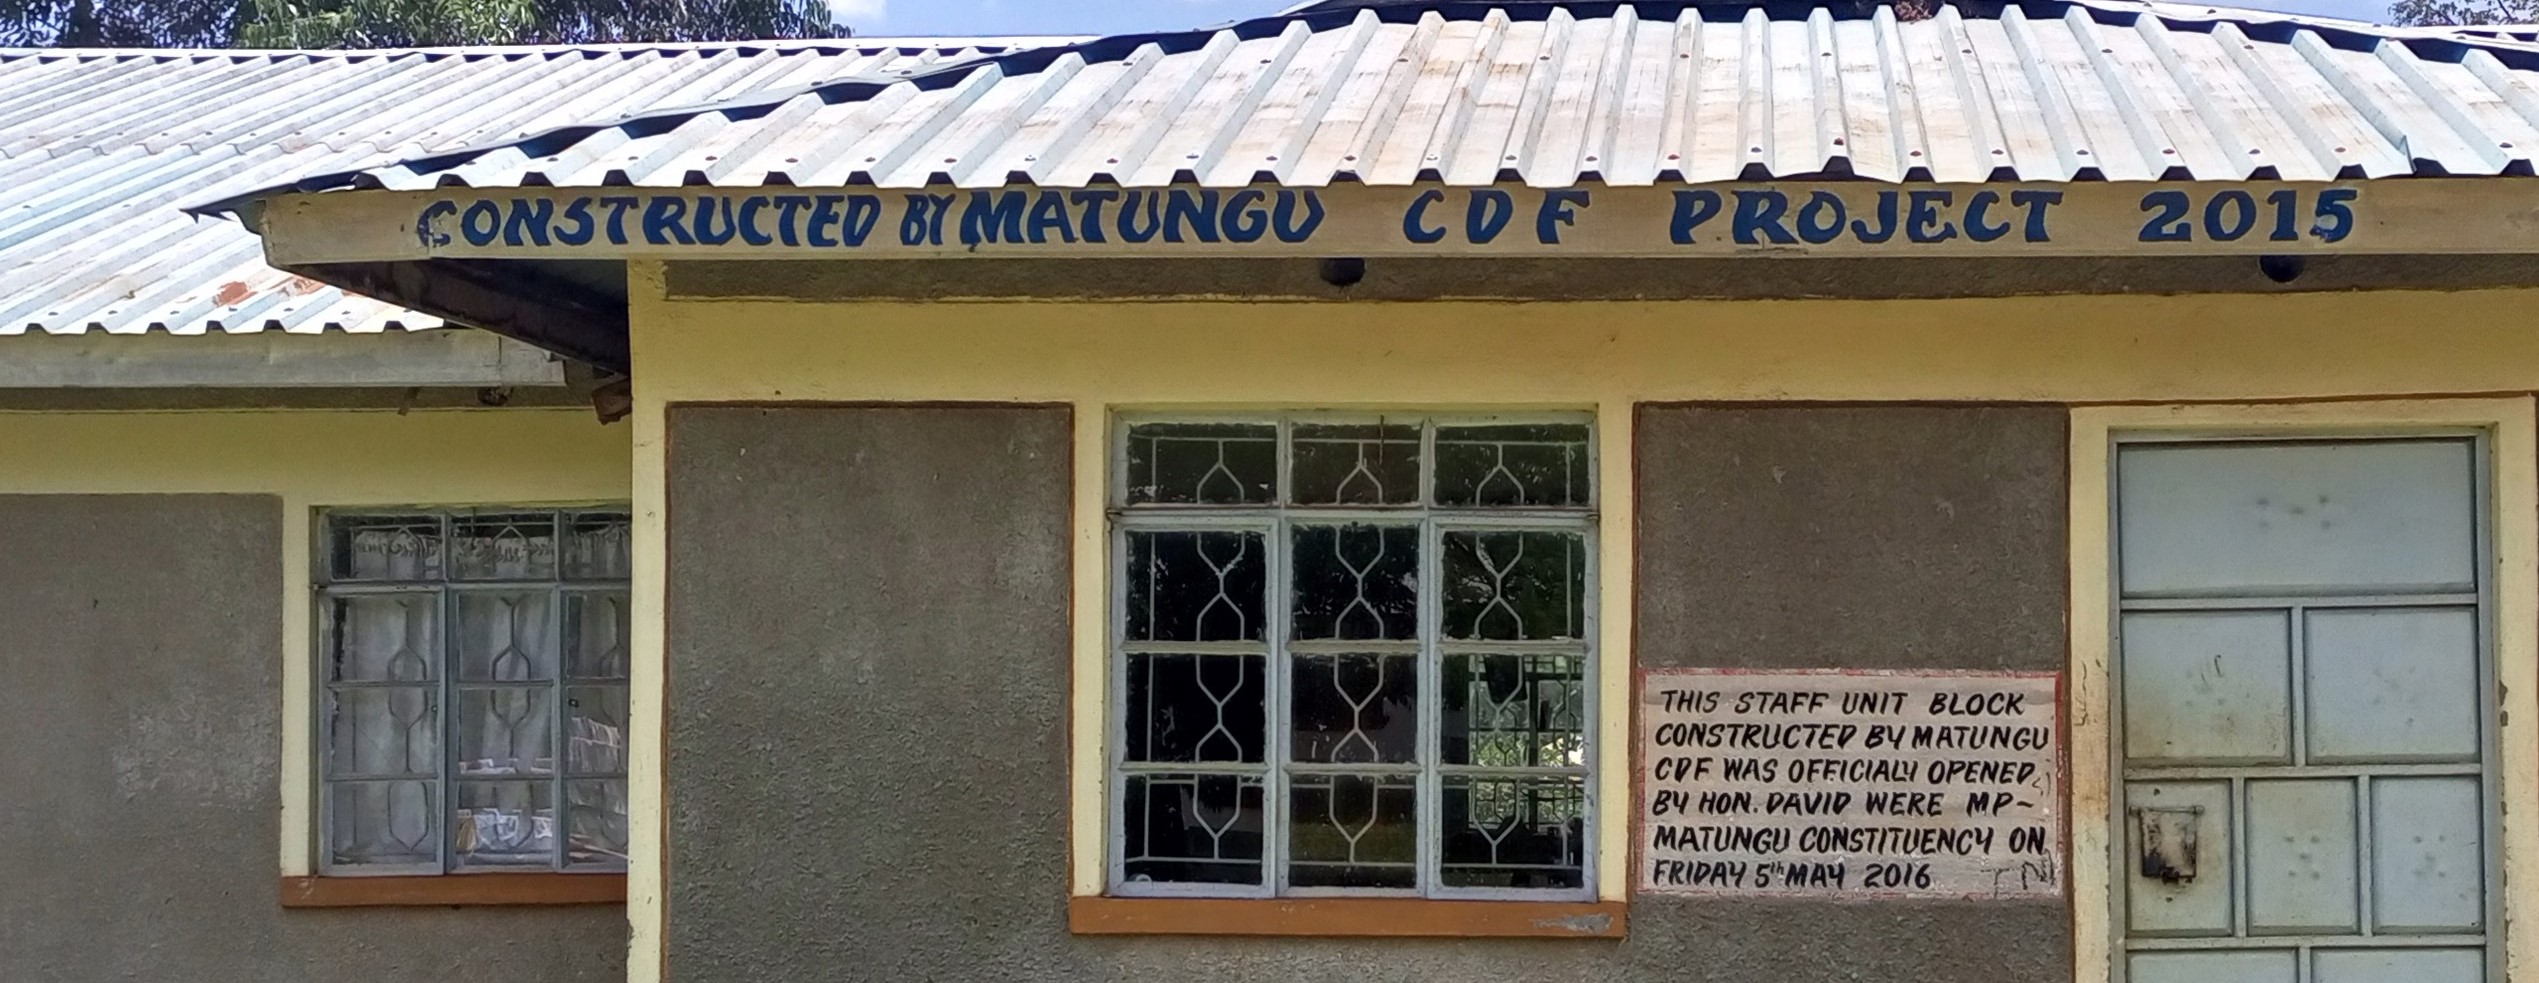 CONSTRUCTED BY MATUNGU CDF PROJECT 2015
THIS STAFF UNIT BLOCK
CONSTRUCTED BY MATUNGU
CDF WAS OFFICIALY OPENED
BY HON. DAVID WERE MP~
MATUNGU CONSTITUENCY ON
FRIDAY 5th MAY 2016